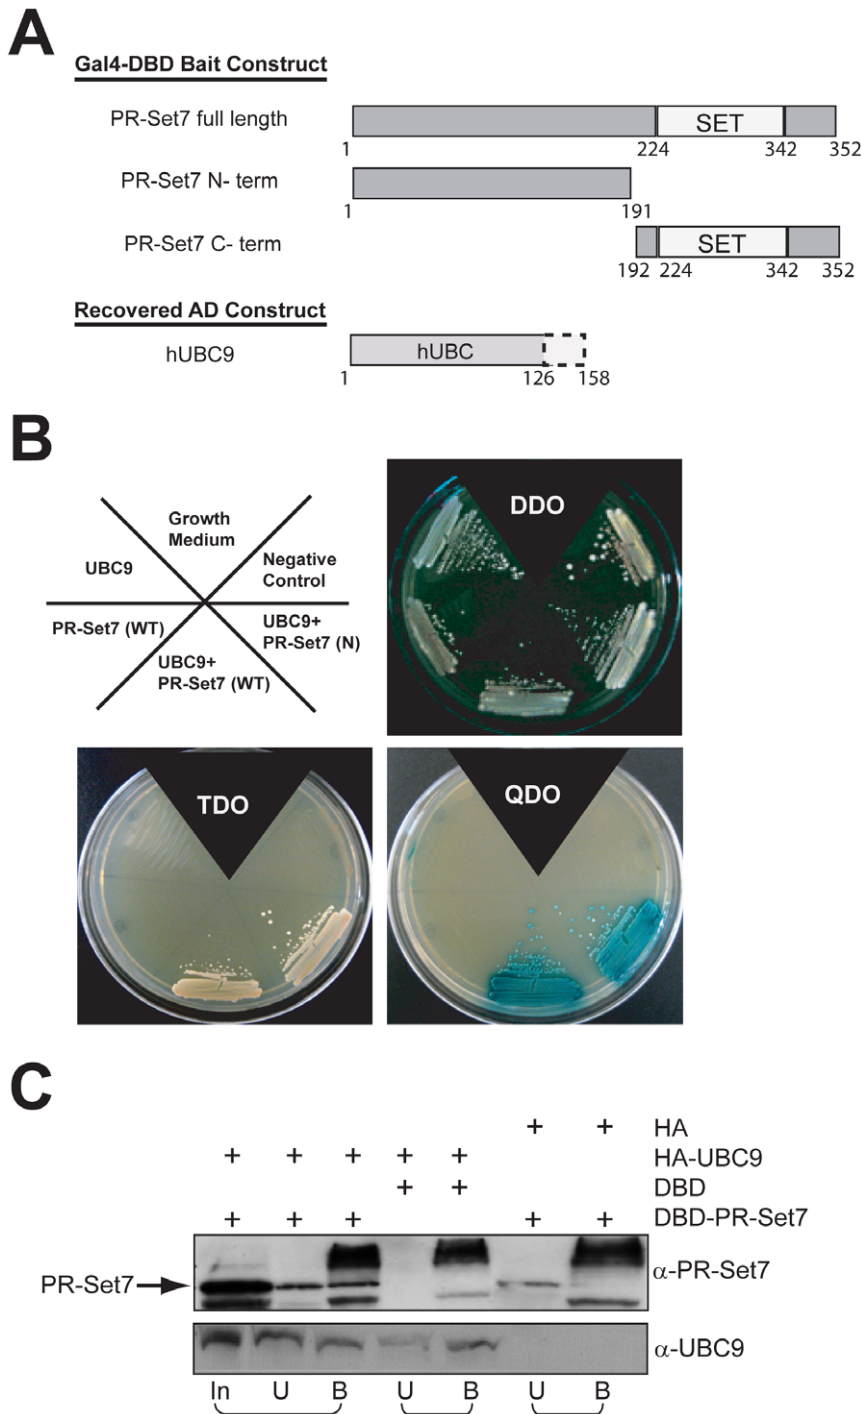 A
Gal4-DBD Bait Construct
PR-Set7 full length
SET
1
224
342
352
PR-Set7 N- term
1
191
PR-Set7 C- term
SET
192
224
342
352
Recovered AD Construct
hUBC9
hUBC
1
126
158
B
Growth
Medium
UBC9
Negative
Control
PR-Set7 (WT)
UBC9+
PR-Set7 (N)
UBC9+
PR-Set7 (WT)
DDO
TDO
QDO
C
+ + HA
+ + + + + HA-UBC9
+ + DBD
+ + + + + DBD-PR-Set7
PR-Set7
α-PR-Set7
α-UBC9
In U B U B U B